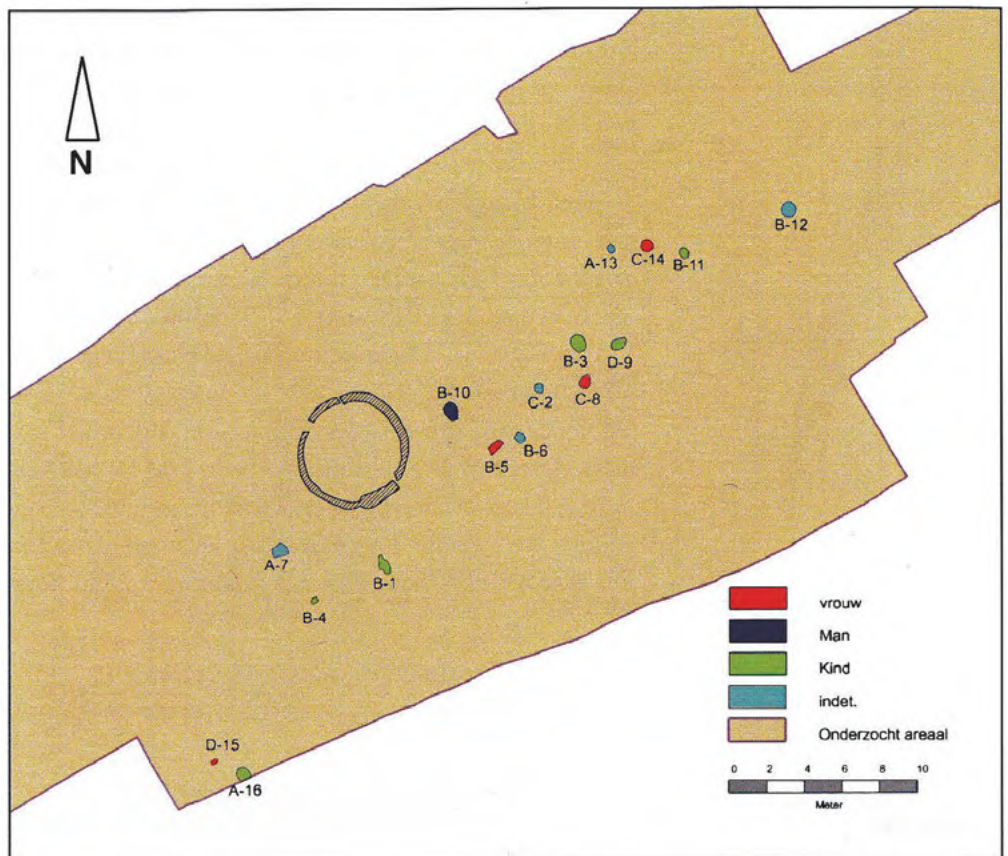 N
B-12
A-13
C-14
B-11
B-3
D-9
C-2
C-8
B-10
B-5
B-6
A-7
B-1
B-4
D-15
A-16
vrouw
Man
Kind
indet.
Onderzocht areaal
0 2 4 6 8 10
Meter